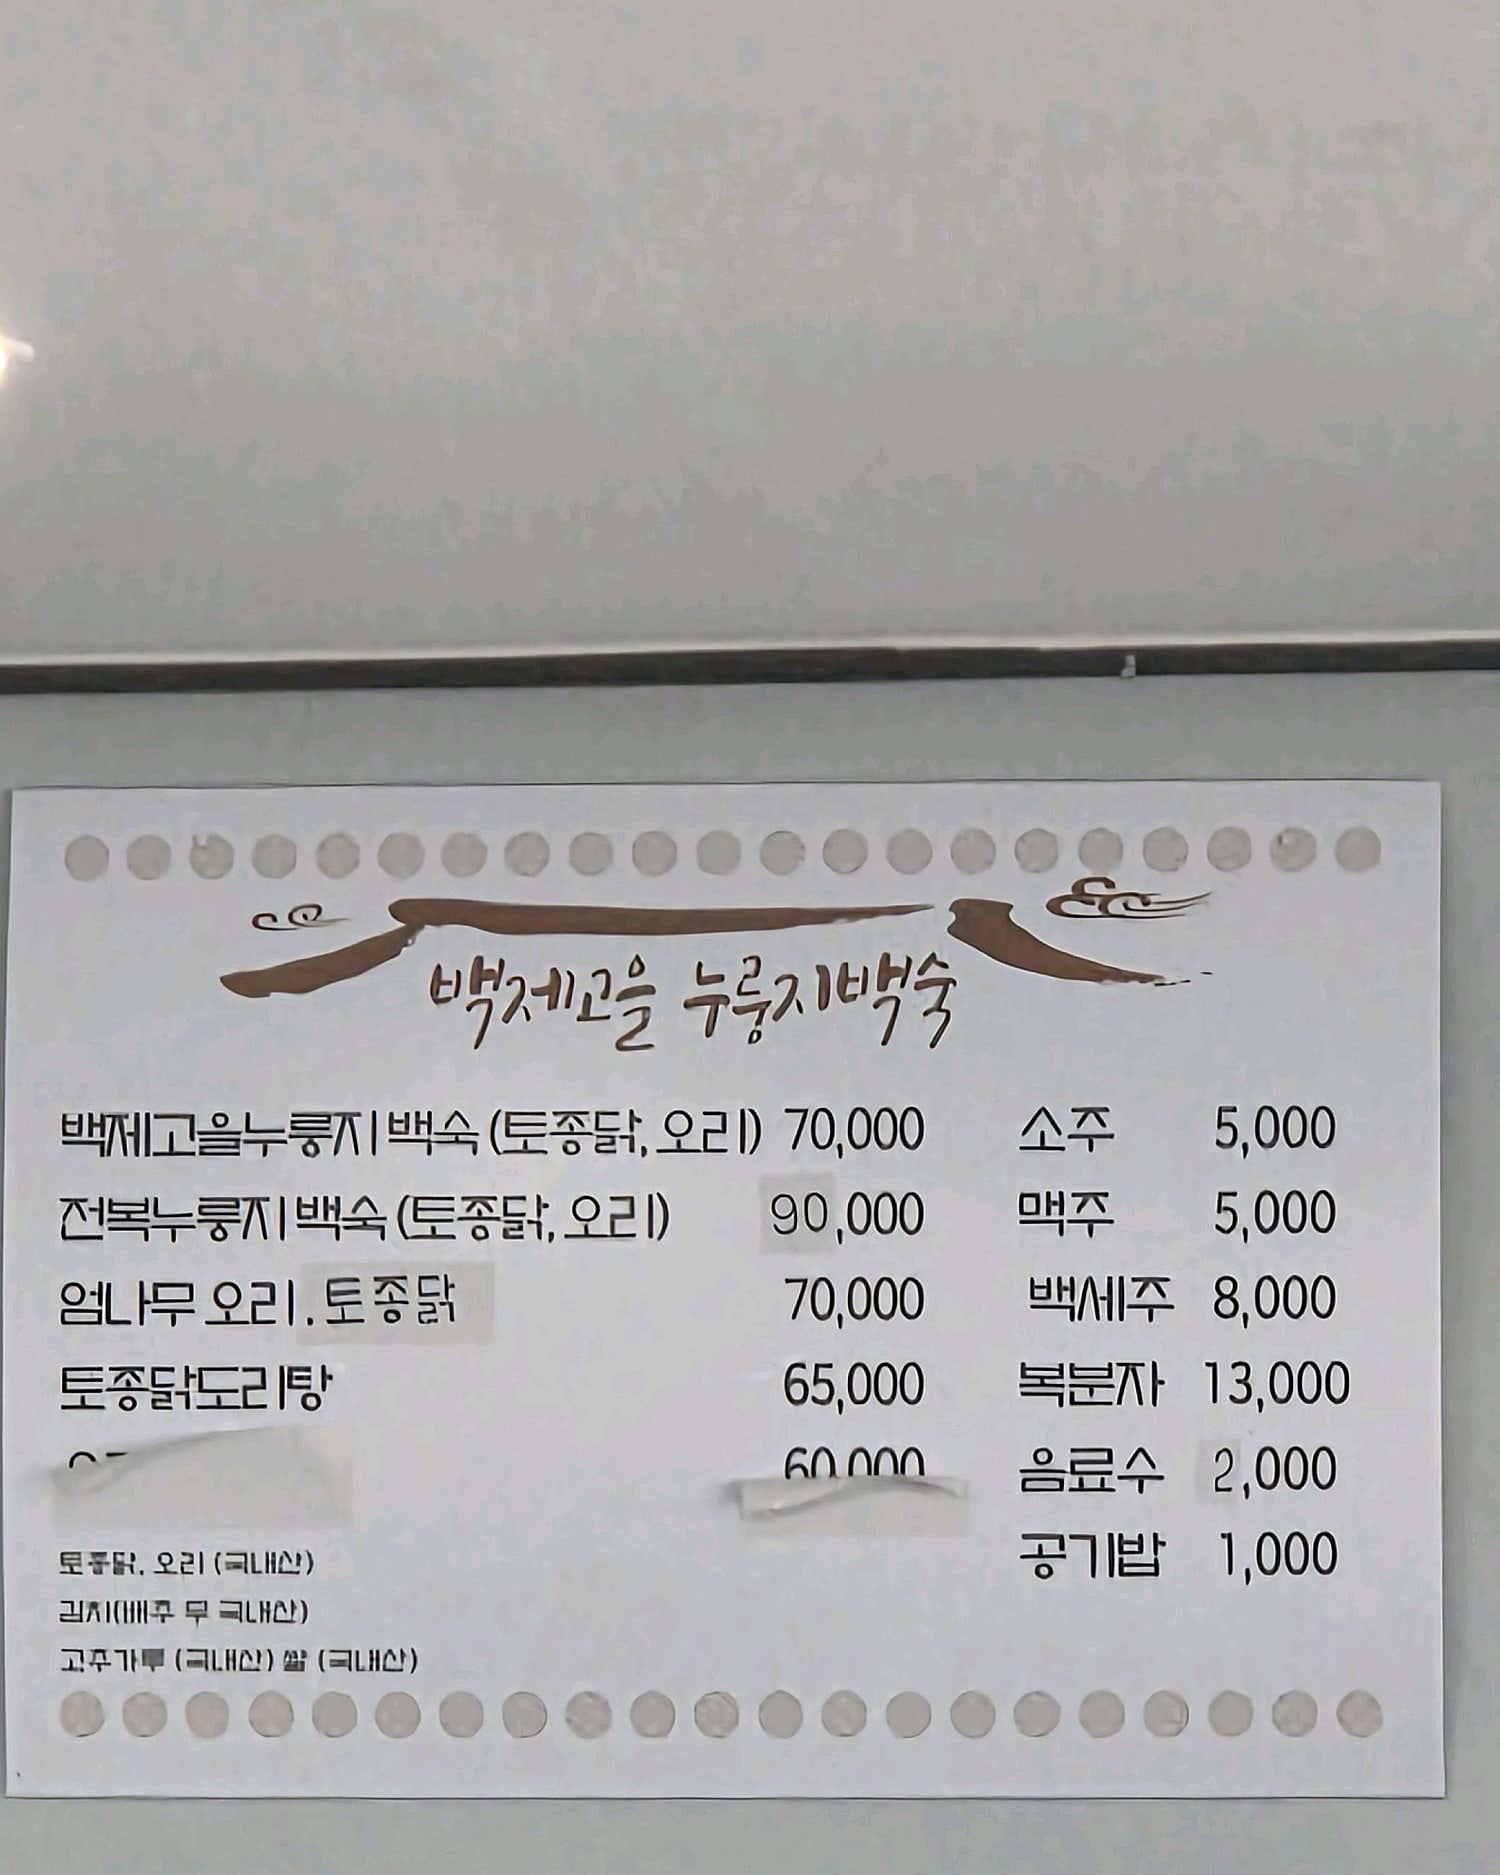 백제고을 누룽지백숙
백제고을누룽지백숙 (토종닭, 오리) 70,000
전복누룽지백숙 (토종닭, 오리) 90,000
엄나무 오리. 토종닭 70,000
토종닭도리탕 65,000
60,000
토종닭. 오리 (국내산)
김치(배추 무 국내산)
고추가루 (국내산) 쌀 (국내산)
소주 5,000
맥주 5,000
백세주 8,000
복분자 13,000
음료수 2,000
공기밥 1,000